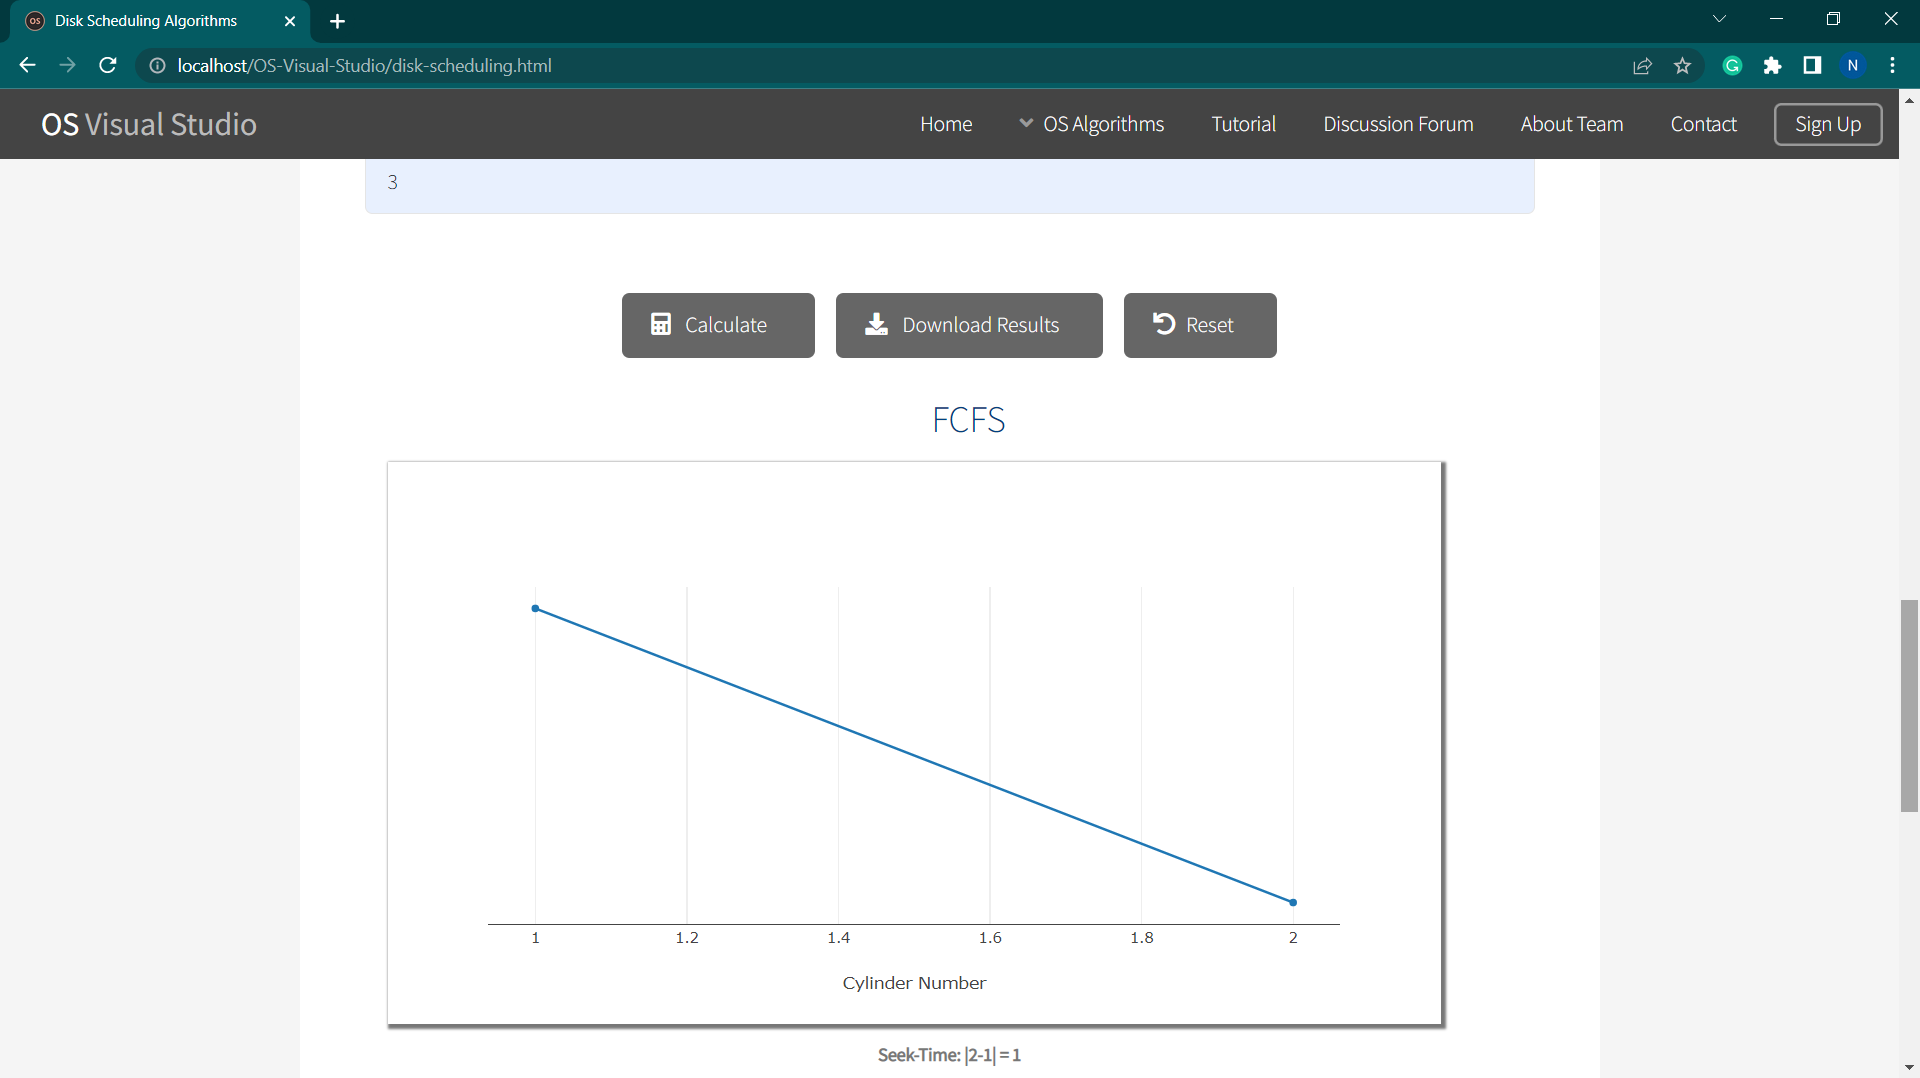 Disk Scheduling Algorithms
localhost/OS-Visual-Studio/disk-scheduling.html
N
OS Visual Studio
Home
OS Algorithms
Tutorial
Discussion Forum
About Team
Contact
Sign Up
3
Calculate
Download Results
Reset
FCFS
1 1.2 1.4 1.6 1.8 2
Cylinder Number
Seek-Time: |2-1| = 1